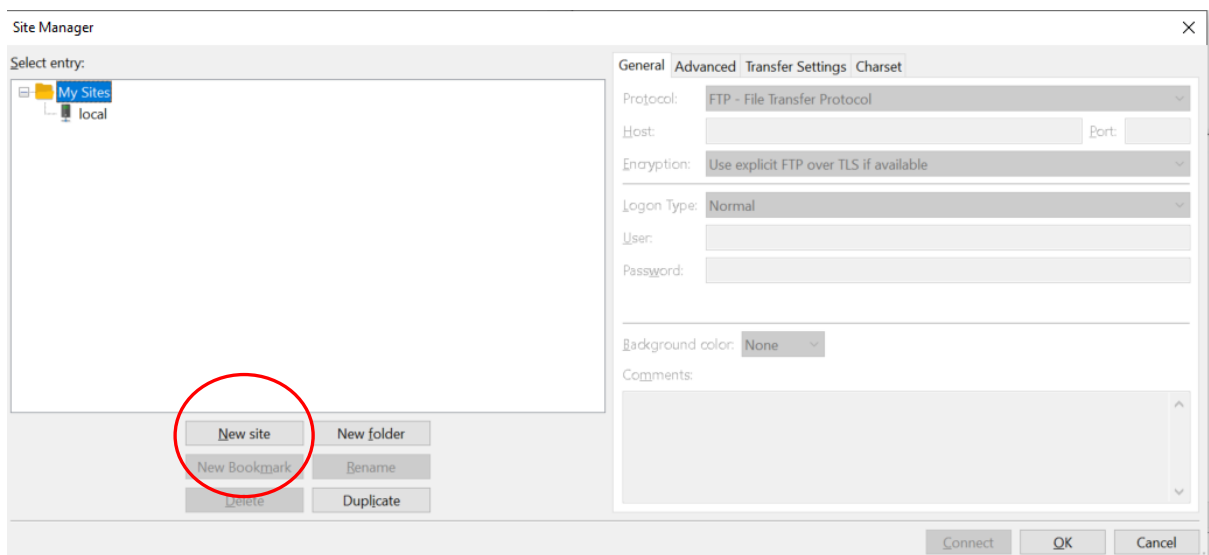 Site Manager
Select entry:
My Sites
local
New site
New folder
New Bookmark
Rename
Delete
Duplicate
General Advanced Transfer Settings Charset
Protocol: FTP - File Transfer Protocol
Host: Port:
Encryption: Use explicit FTP over TLS if available
Logon Type: Normal
User:
Password:
Background color: None
Comments:
Connect OK Cancel